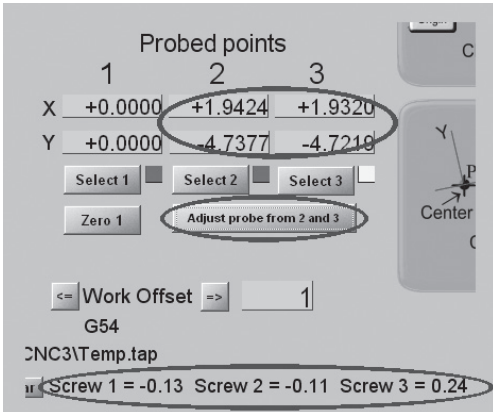 Probed points
1 2 3
X +0.0000 +1.9424 +1.9320
Y +0.0000 -4.7377 -4.7219
Select 1 Select 2 Select 3
Zero 1 Adjust probe from 2 and 3
<= Work Offset => 1
G54
CNC3\Temp.tap
Screw 1 = -0.13 Screw 2 = -0.11 Screw 3 = 0.24
C
Y
P
Center